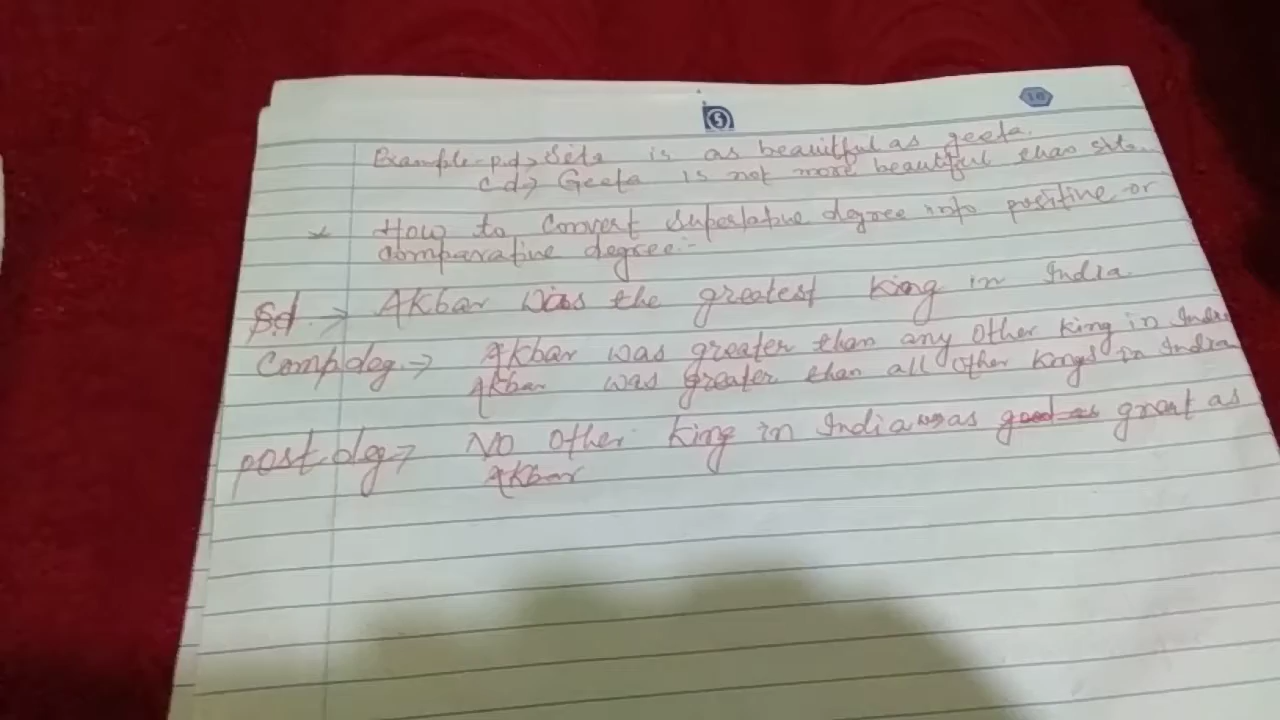 S
18
Example-p.d→ Sita is as beauitful as geeta.
c d→ Geeta is not more beautiful than sita.
* How to convert superlative degree into positive or
comparative degree:-
S.d → Akbar was the greatest king in India
Comp.deg.→ Akbar was greater than any other king in India
Akbar was greater than all other kings in India
post.deg→ No other king in India was as great as
Akbar